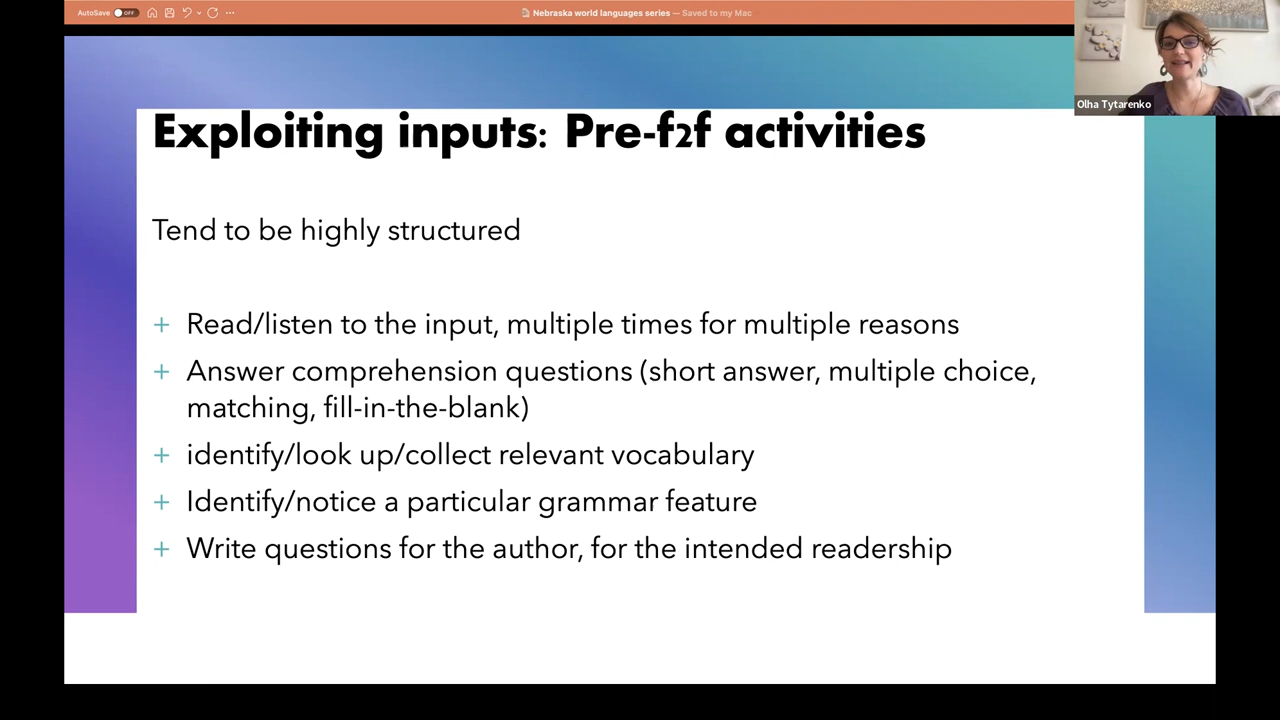 AutoSave OFF
Nebraska world languages series — Saved to my Mac
Olha Tytarenko
Exploiting inputs: Pre-f2f activities
Tend to be highly structured
+ Read/listen to the input, multiple times for multiple reasons
+ Answer comprehension questions (short answer, multiple choice,
matching, fill-in-the-blank)
+ identify/look up/collect relevant vocabulary
+ Identify/notice a particular grammar feature
+ Write questions for the author, for the intended readership